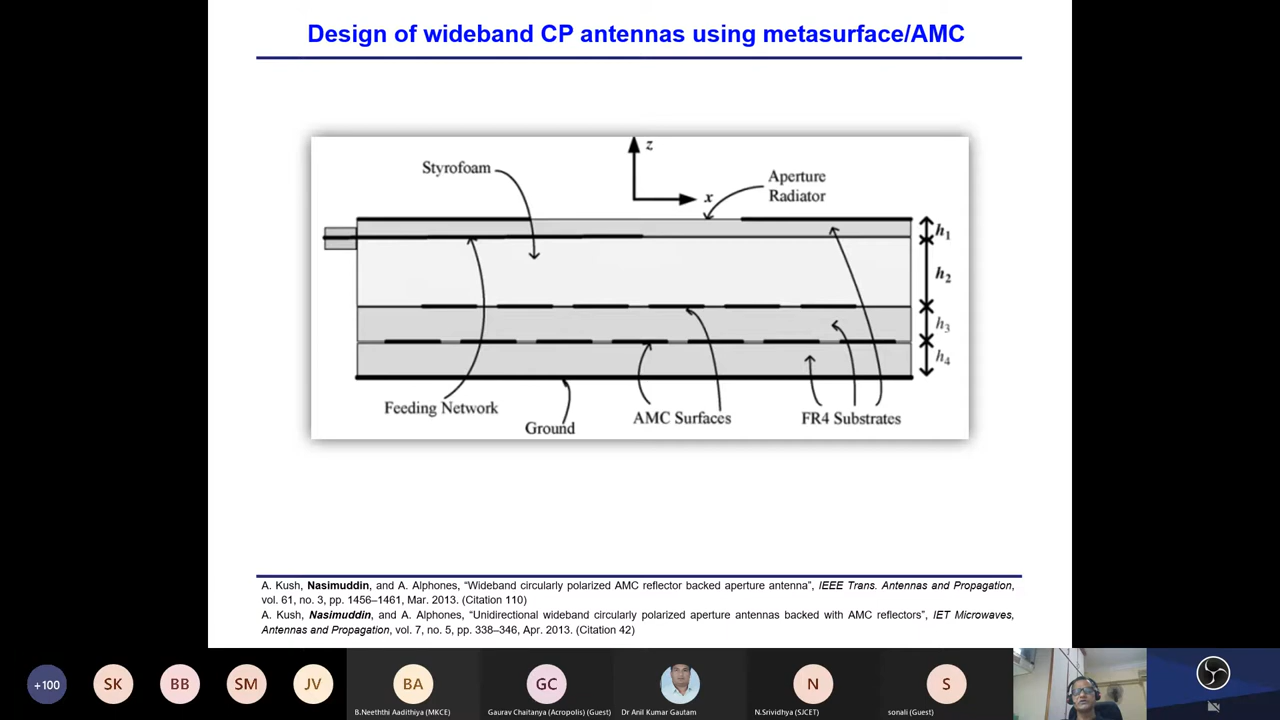 Design of wideband CP antennas using metasurface/AMC
z
Styrofoam
Aperture
Radiator
x
h1
h2
h3
h4
Feeding Network
Ground
AMC Surfaces
FR4 Substrates
A. Kush, Nasimuddin, and A. Alphones, “Wideband circularly polarized AMC reflector backed aperture antenna”, IEEE Trans. Antennas and Propagation,
vol. 61, no. 3, pp. 1456–1461, Mar. 2013. (Citation 110)
A. Kush, Nasimuddin, and A. Alphones, “Unidirectional wideband circularly polarized aperture antennas backed with AMC reflectors”, IET Microwaves,
Antennas and Propagation, vol. 7, no. 5, pp. 338–346, Apr. 2013. (Citation 42)
+100
SK
BB
SM
JV
BA
GC
N
S
B.Neeththi Aadithiya (MKCE)
Gaurav Chaitanya (Acropolis) (Guest)
Dr Anil Kumar Gautam
N.Srividhya (SJCET)
sonali (Guest)